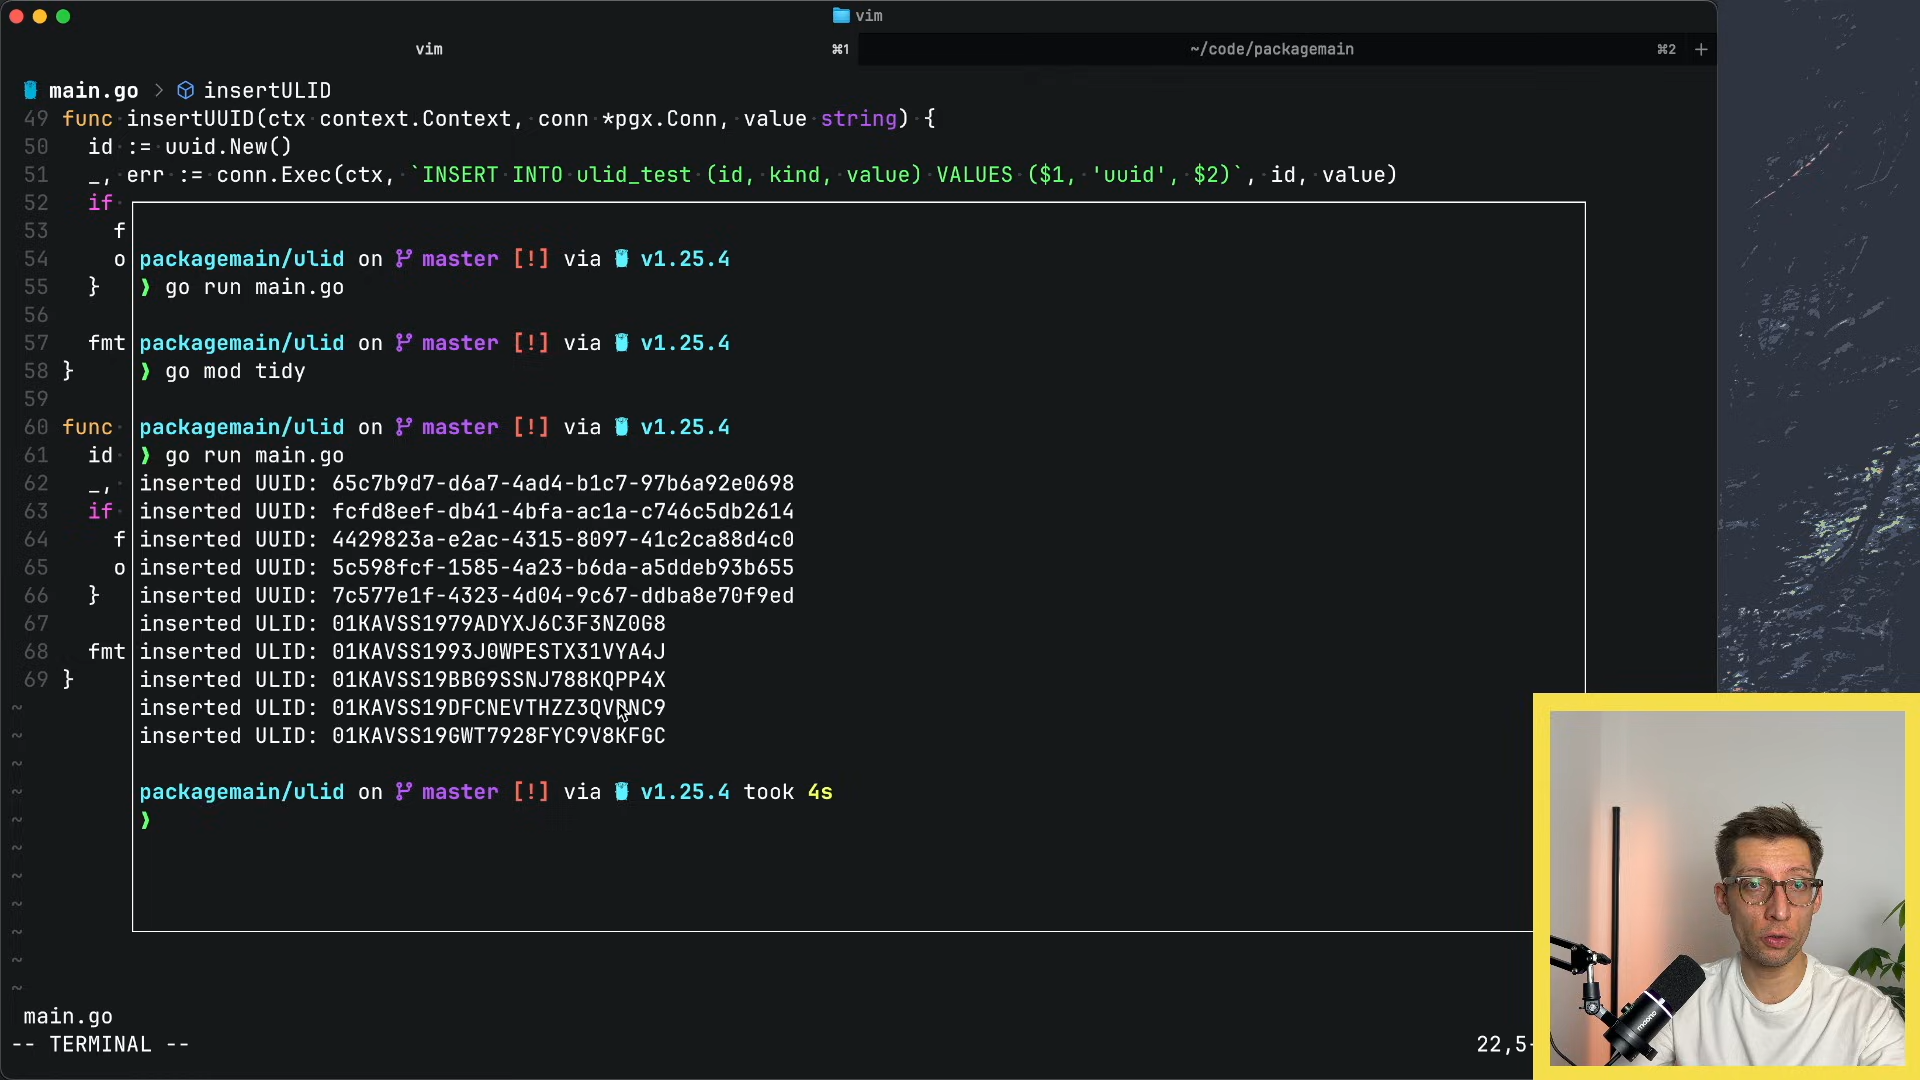 vim
vim ⌘1 ~/code/packagemain ⌘2 +
main.go > insertULID
49 func insertUUID(ctx context.Context, conn *pgx.Conn, value string) {
50 id := uuid.New()
51 _, err := conn.Exec(ctx, `INSERT INTO ulid_test (id, kind, value) VALUES ($1, 'uuid', $2)`, id, value)
52 if
53 f
54 o packagemain/ulid on master [!] via v1.25.4
55 } ❯ go run main.go
56
57 fmt packagemain/ulid on master [!] via v1.25.4
58 } ❯ go mod tidy
59
60 func packagemain/ulid on master [!] via v1.25.4
61 id ❯ go run main.go
62 _, inserted UUID: 65c7b9d7-d6a7-4ad4-b1c7-97b6a92e0698
63 if inserted UUID: fcfd8eef-db41-4bfa-ac1a-c746c5db2614
64 f inserted UUID: 4429823a-e2ac-4315-8097-41c2ca88d4c0
65 o inserted UUID: 5c598fcf-1585-4a23-b6da-a5ddeb93b655
66 } inserted UUID: 7c577e1f-4323-4d04-9c67-ddba8e70f9ed
67 inserted ULID: 01KAVSS1979ADYXJ6C3F3NZ0G8
68 fmt inserted ULID: 01KAVSS1993J0WPESTX31VYA4J
69 } inserted ULID: 01KAVSS19BBG9SSNJ788KQPP4X
~ inserted ULID:
~ inserted ULID: 01KAVSS19GWT7928FYC9V8KFGC
~
~ packagemain/ulid on master [!] via v1.25.4 took 4s
~ ❯
~
~
~
~
~
~
main.go
-- TERMINAL -- 22,5